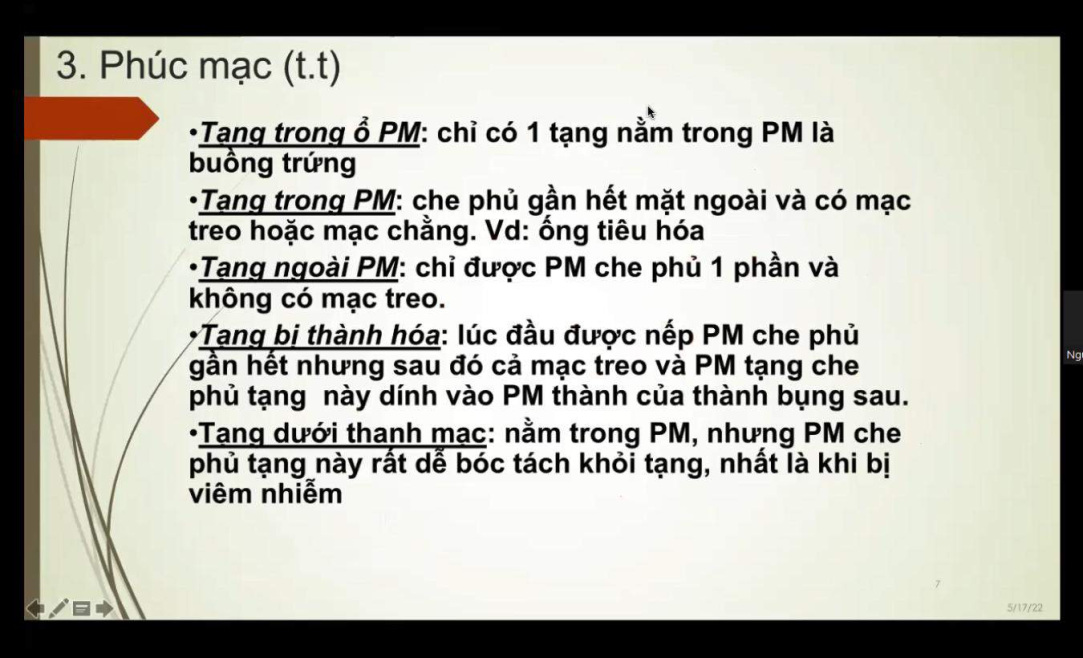 3. Phúc mạc (t.t)
•Tạng trong ổ PM: chỉ có 1 tạng nằm trong PM là
buồng trứng
•Tạng trong PM: che phủ gần hết mặt ngoài và có mạc
treo hoặc mạc chằng. Vd: ống tiêu hóa
•Tạng ngoài PM: chỉ được PM che phủ 1 phần và
không có mạc treo.
•Tạng bị thành hóa: lúc đầu được nếp PM che phủ
gần hết nhưng sau đó cả mạc treo và PM tạng che
phủ tạng  này dính vào PM thành của thành bụng sau.
•Tạng dưới thanh mạc: nằm trong PM, nhưng PM che
phủ tạng này rất dễ bóc tách khỏi tạng, nhất là khi bị
viêm nhiễm
7
5/17/22